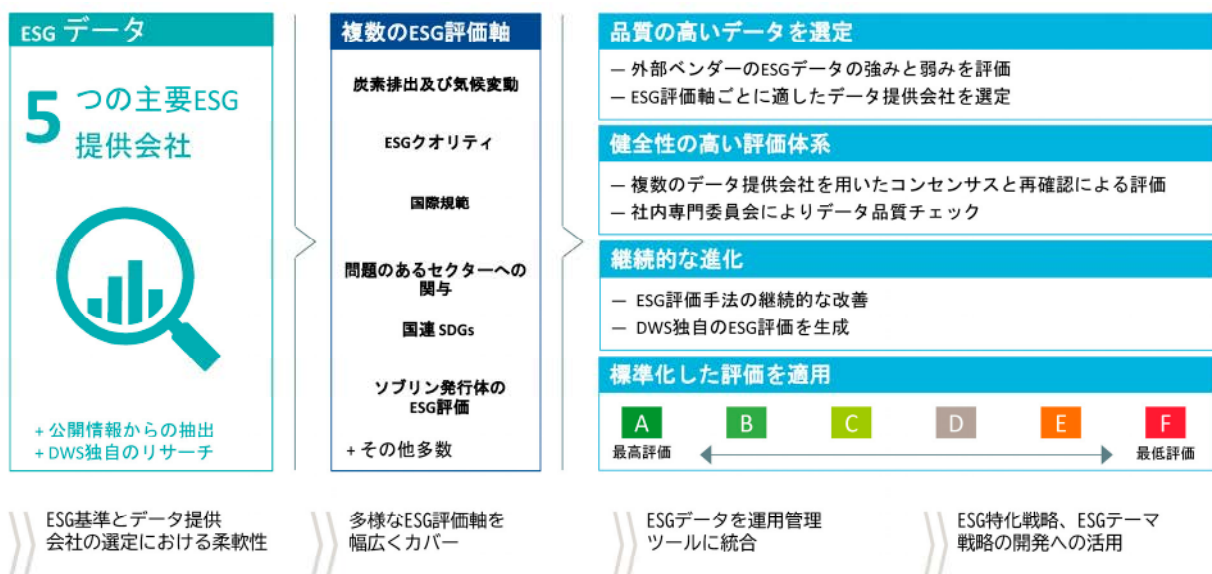 ESG データ
5 つの主要ESG
提供会社
+ 公開情報からの抽出
+ DWS独自のリサーチ
複数のESG評価軸
炭素排出及び気候変動
ESGクオリティ
国際規範
問題のあるセクターへの
関与
国連 SDGs
ソブリン発行体の
ESG評価
+ その他多数
品質の高いデータを選定
― 外部ベンダーのESGデータの強みと弱みを評価
― ESG評価軸ごとに適したデータ提供会社を選定
健全性の高い評価体系
― 複数のデータ提供会社を用いたコンセンサスと再確認による評価
― 社内専門委員会によりデータ品質チェック
継続的な進化
― ESG評価手法の継続的な改善
― DWS独自のESG評価を生成
標準化した評価を適用
A B C D E F
最高評価 最低評価
ESG基準とデータ提供
会社の選定における柔軟性
多様なESG評価軸を
幅広くカバー
ESGデータを運用管理
ツールに統合
ESG特化戦略、ESGテーマ
戦略の開発への活用